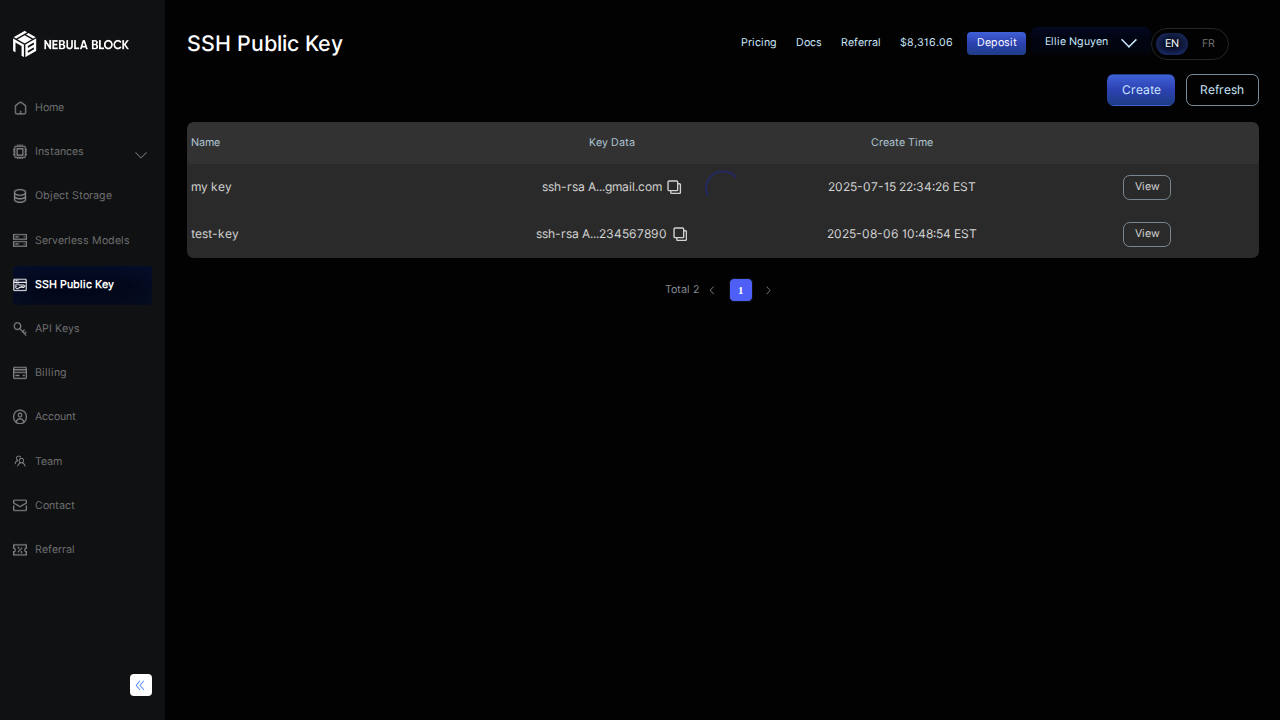 NEBULA BLOCK
Home
Instances
Object Storage
Serverless Models
SSH Public Key
API Keys
Billing
Account
Team
Contact
Referral
SSH Public Key
Pricing Docs Referral $8,316.06 Deposit Ellie Nguyen EN FR
Create Refresh
Name Key Data Create Time
my key ssh-rsa A...gmail.com 2025-07-15 22:34:26 EST View
test-key ssh-rsa A...234567890 2025-08-06 10:48:54 EST View
Total 2 1